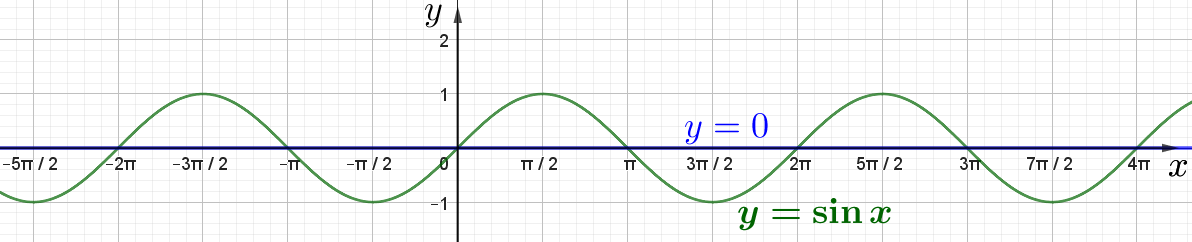 y
2
1
y = 0
-5π / 2 -2π -3π / 2 -π -π / 2 0 π / 2 π 3π / 2 2π 5π / 2 3π 7π / 2 4π x
-1
y = sin x